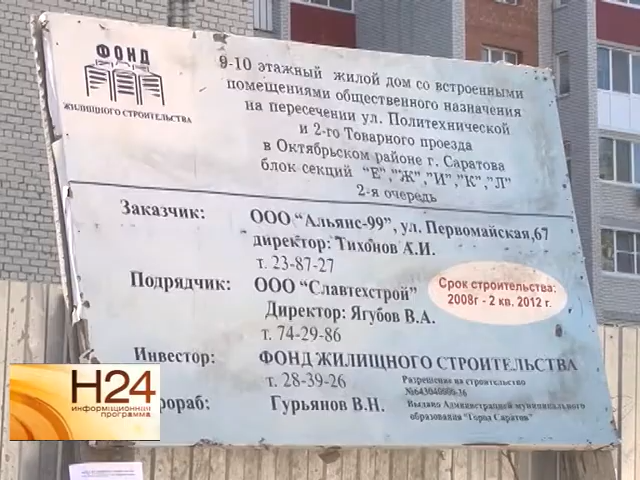 ФОНД
ЖИЛИЩНОГО СТРОИТЕЛЬСТВА
9-10 этажный жилой дом со встроенными
помещениями общественного назначения
на пересечении ул. Политехнической
и 2-го Товарного проезда
в Октябрьском районе г. Саратова
блок секций "Е","Ж","И","К","Л"
2-я очередь
Заказчик: ООО "Альянс-99", ул. Первомайская,67
директор: Тихонов А.И.
т. 23-87-27
Подрядчик: ООО "Славтехстрой"
Директор: Ягубов В.А.
т. 74-29-86
Срок строительства:
2008г - 2 кв. 2012 г.
Инвестор: ФОНД ЖИЛИЩНОГО СТРОИТЕЛЬСТВА
т. 28-39-26
Разрешение на строительство
рораб: Гурьянов В.Н.
Выдано Администрацией муниципального
образования "Город Саратов"
Н24
информационная
программа